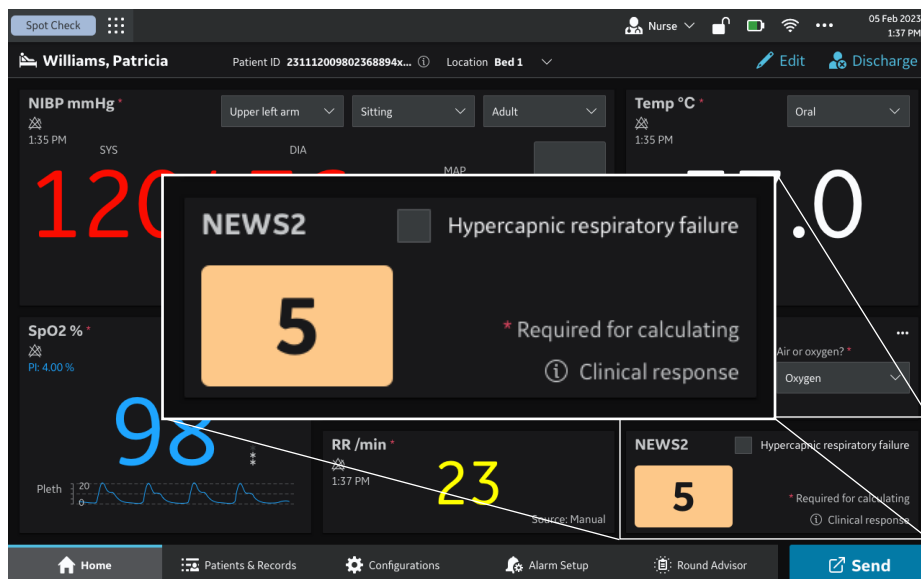 Spot Check
Nurse
05 Feb 2023
1:37 PM
Williams, Patricia
Patient ID 231112009802368894x...
Location Bed 1
Edit
Discharge
NIBP mmHg *
Upper left arm
Sitting
Adult
1:35 PM
SYS
DIA
MAP
120
Temp °C *
Oral
1:35 PM
.0
NEWS2
Hypercapnic respiratory failure
5
* Required for calculating
Clinical response
SpO2 % *
PI: 4.00 %
98
**
Pleth
20
0
Air or oxygen? *
Oxygen
RR /min *
1:37 PM
23
Source: Manual
NEWS2
Hypercapnic respiratory failure
5
* Required for calculating
Clinical response
Home
Patients & Records
Configurations
Alarm Setup
Round Advisor
Send